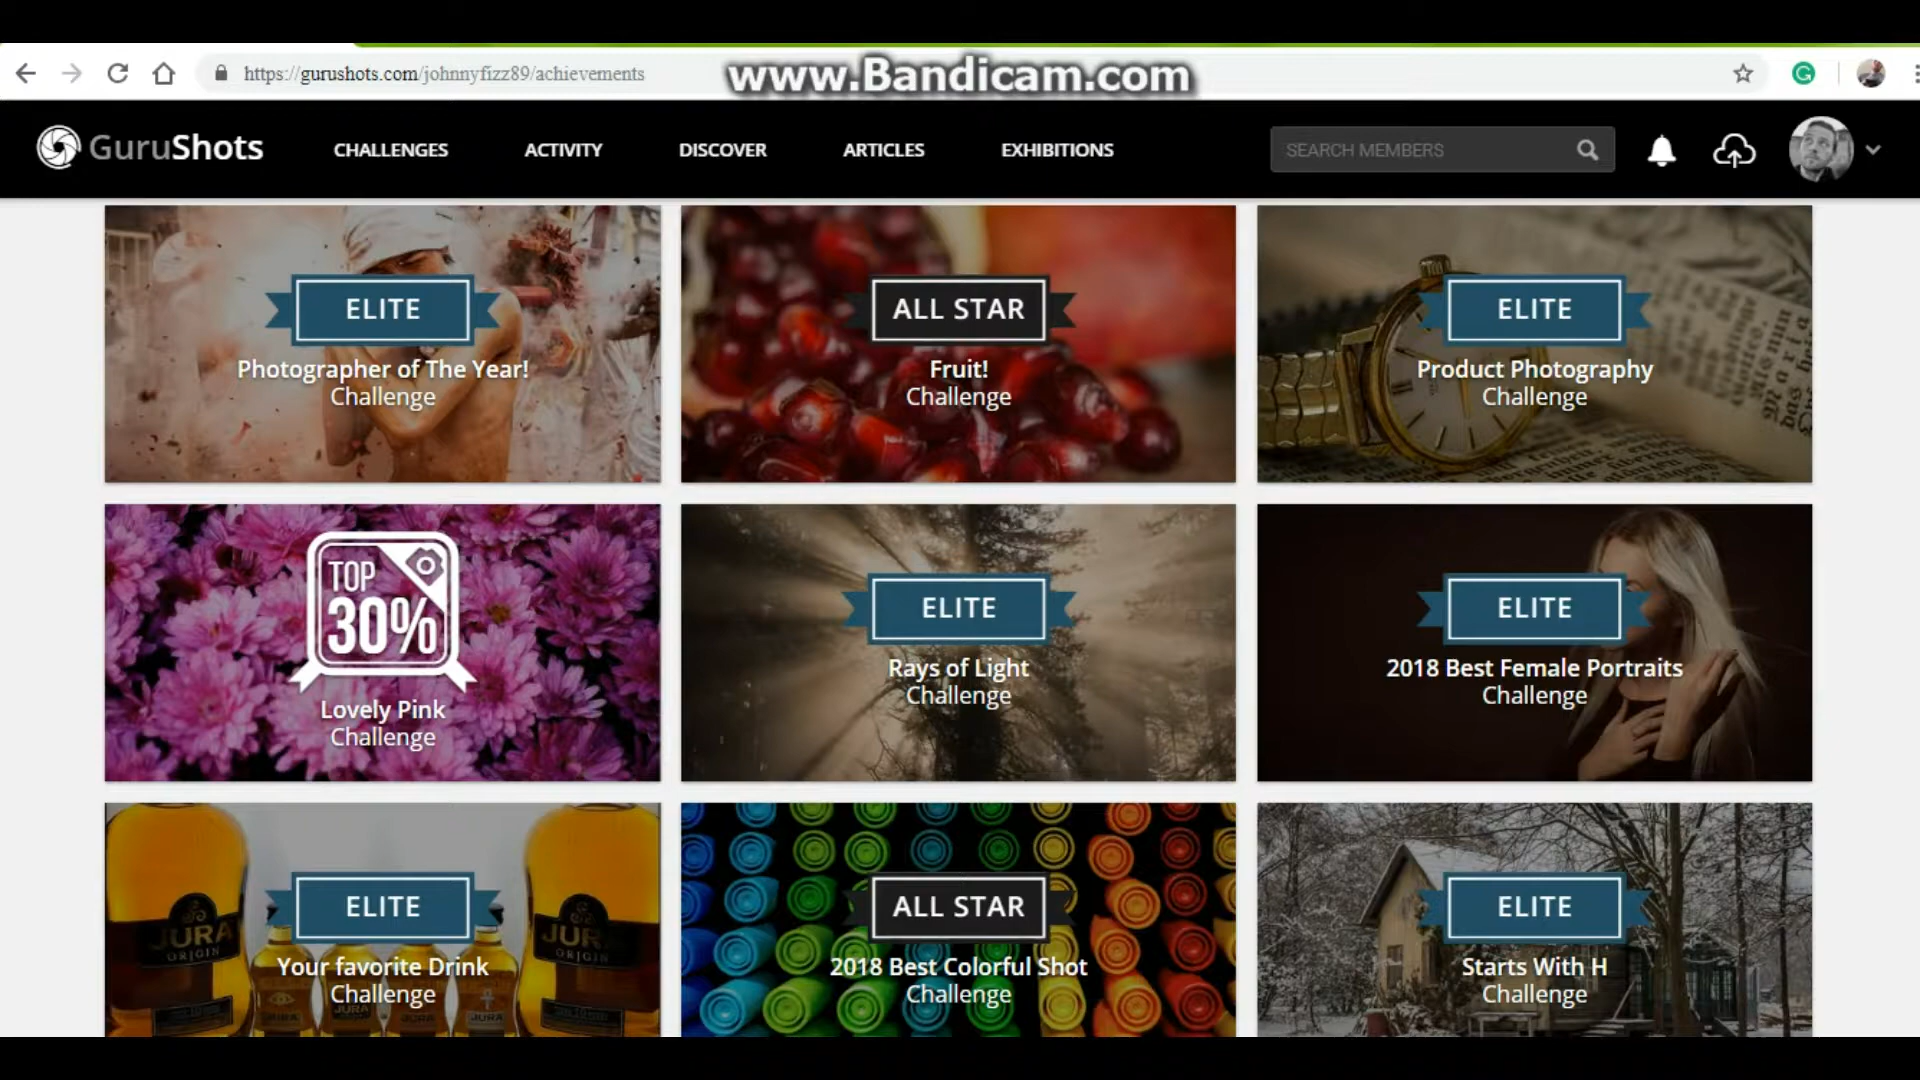 https://gurushots.com/johnnyfizz89/achievements
www.Bandicam.com
GuruShots
CHALLENGES
ACTIVITY
DISCOVER
ARTICLES
EXHIBITIONS
SEARCH MEMBERS
ELITE
Photographer of The Year!
Challenge
ALL STAR
Fruit!
Challenge
ELITE
Product Photography
Challenge
TOP
30%
Lovely Pink
Challenge
ELITE
Rays of Light
Challenge
ELITE
2018 Best Female Portraits
Challenge
JURA
ORIGIN
JURA
ORIGIN
ELITE
Your favorite Drink
Challenge
JURA
JURA
JURA
ALL STAR
2018 Best Colorful Shot
Challenge
ELITE
Starts With H
Challenge